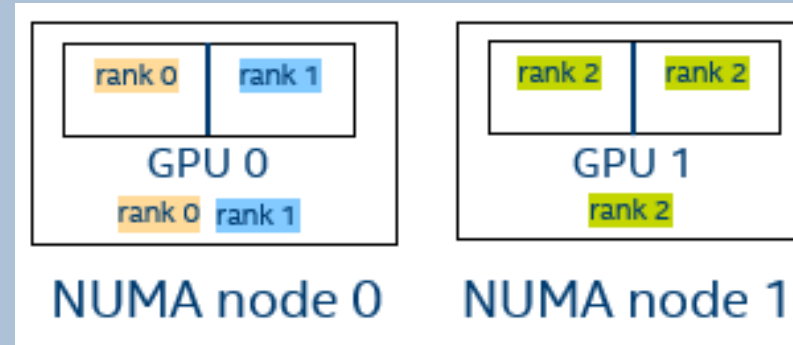 rank 0 rank 1 rank 2 rank 2
GPU 0 GPU 1
rank 0 rank 1 rank 2
NUMA node 0 NUMA node 1